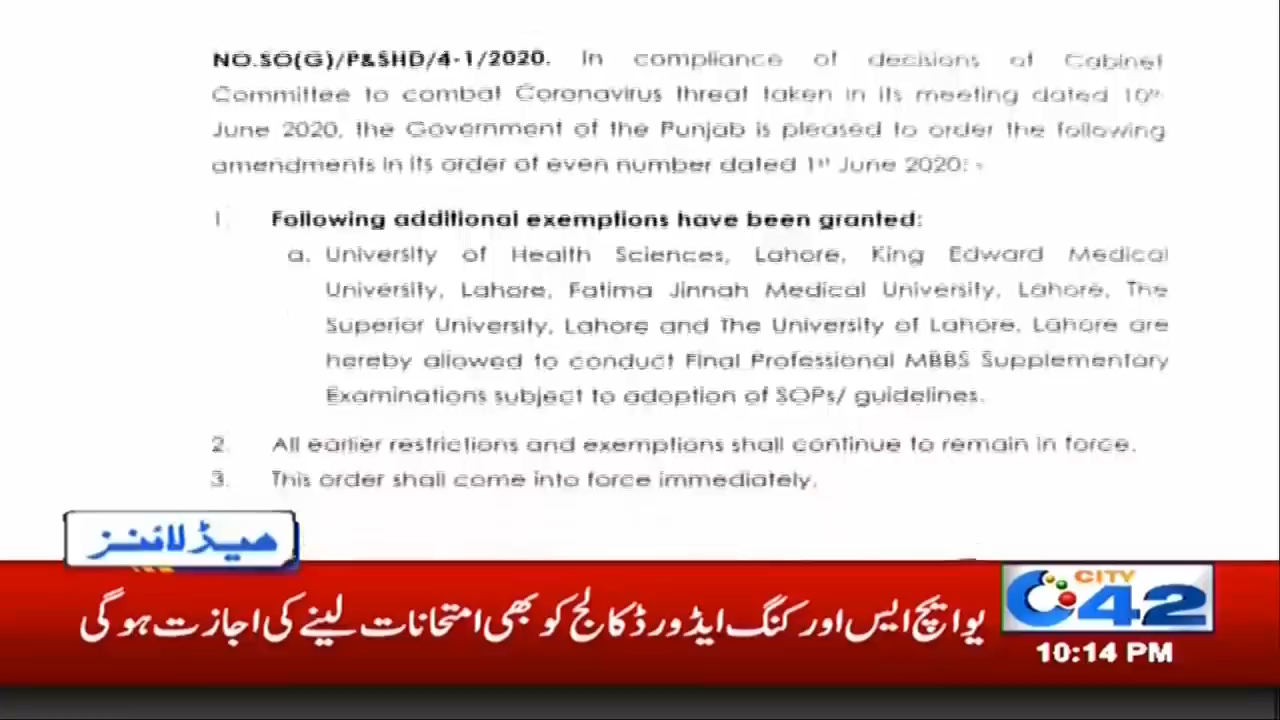 NO.SO(G)/P&SHD/4-1/2020. In compliance of decisions of Cabinet
Committee to combat Coronavirus threat taken in its meeting dated 10th
June 2020, the Government of the Punjab is pleased to order the following
amendments in its order of even number dated 1st June 2020: -
1. Following additional exemptions have been granted:
a. University of Health Sciences, Lahore, King Edward Medical
University, Lahore, Fatima Jinnah Medical University, Lahore, The
Superior University, Lahore and The University of Lahore, Lahore are
hereby allowed to conduct Final Professional MBBS Supplementary
Examinations subject to adoption of SOPs/ guidelines.
2. All earlier restrictions and exemptions shall continue to remain in force.
3. This order shall come into force immediately.
ہیڈلائنز
یو ایچ ایس اور کنگ ایڈورڈ کالج کو بھی امتحانات لینے کی اجازت ہوگی
CITY
42
10:14 PM